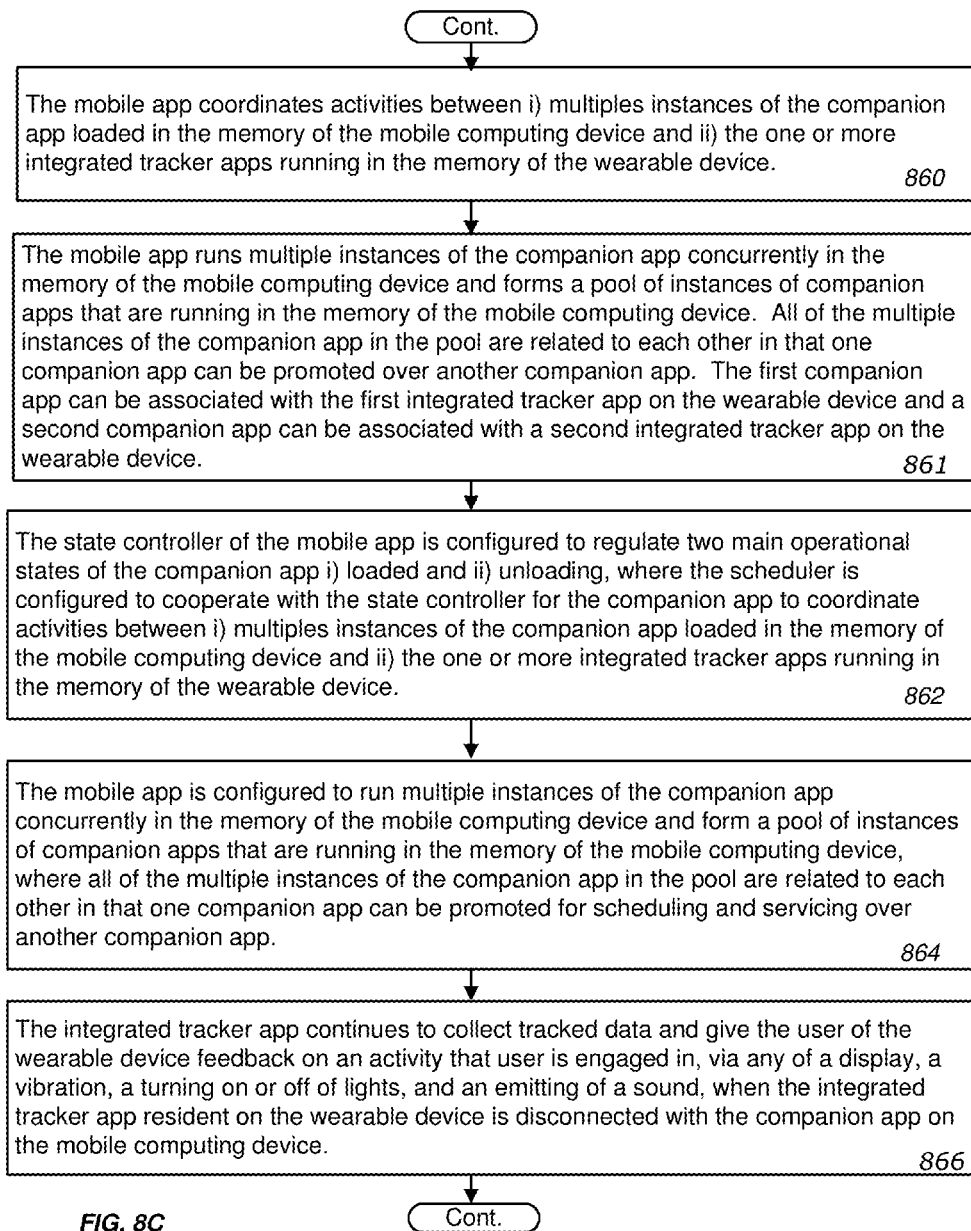 Cont.
The mobile app coordinates activities between i) multiples instances of the companion
app loaded in the memory of the mobile computing device and ii) the one or more
integrated tracker apps running in the memory of the wearable device.
860
The mobile app runs multiple instances of the companion app concurrently in the
memory of the mobile computing device and forms a pool of instances of companion
apps that are running in the memory of the mobile computing device. All of the multiple
instances of the companion app in the pool are related to each other in that one
companion app can be promoted over another companion app. The first companion
app can be associated with the first integrated tracker app on the wearable device and a
second companion app can be associated with a second integrated tracker app on the
wearable device.
861
The state controller of the mobile app is configured to regulate two main operational
states of the companion app i) loaded and ii) unloading, where the scheduler is
configured to cooperate with the state controller for the companion app to coordinate
activities between i) multiples instances of the companion app loaded in the memory of
the mobile computing device and ii) the one or more integrated tracker apps running in
the memory of the wearable device.
862
The mobile app is configured to run multiple instances of the companion app
concurrently in the memory of the mobile computing device and form a pool of instances
of companion apps that are running in the memory of the mobile computing device,
where all of the multiple instances of the companion app in the pool are related to each
other in that one companion app can be promoted for scheduling and servicing over
another companion app.
864
The integrated tracker app continues to collect tracked data and give the user of the
wearable device feedback on an activity that user is engaged in, via any of a display, a
vibration, a turning on or off of lights, and an emitting of a sound, when the integrated
tracker app resident on the wearable device is disconnected with the companion app on
the mobile computing device.
866
FIG. 8C
Cont.